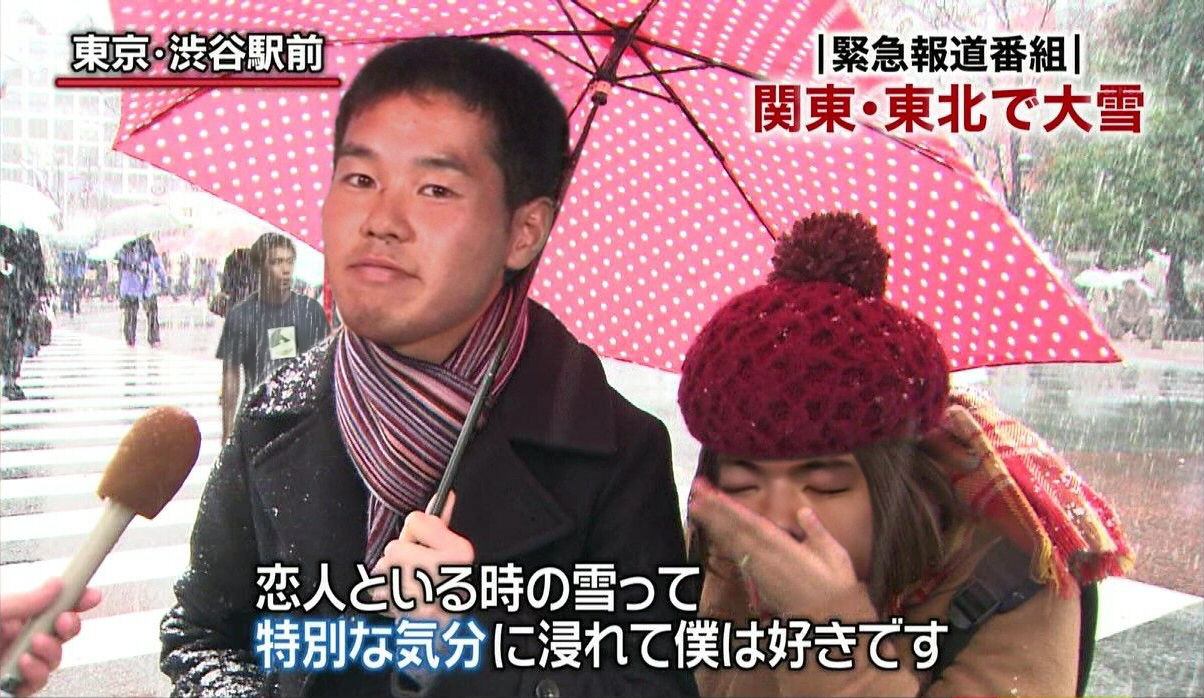 東京・渋谷駅前
|緊急報道番組|
関東・東北で大雪
恋人といる時の雪って
特別な気分に浸れて僕は好きです